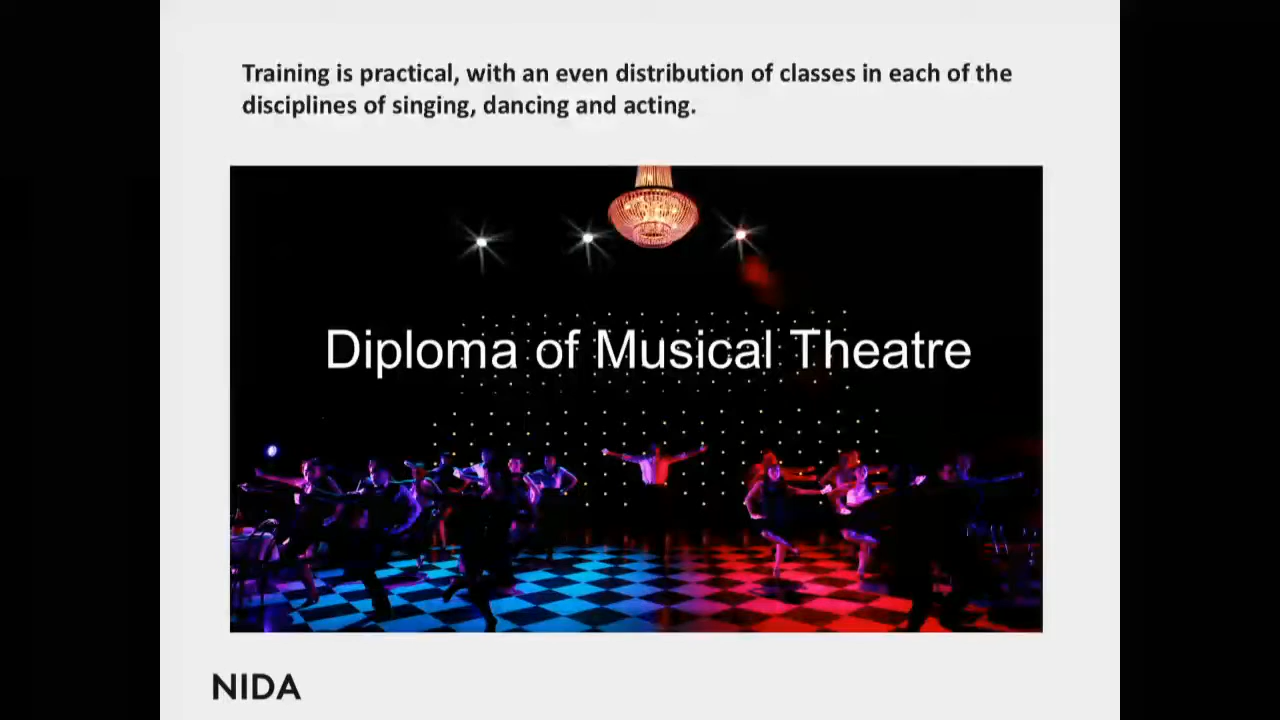 Training is practical, with an even distribution of classes in each of the
disciplines of singing, dancing and acting.
Diploma of Musical Theatre
NIDA